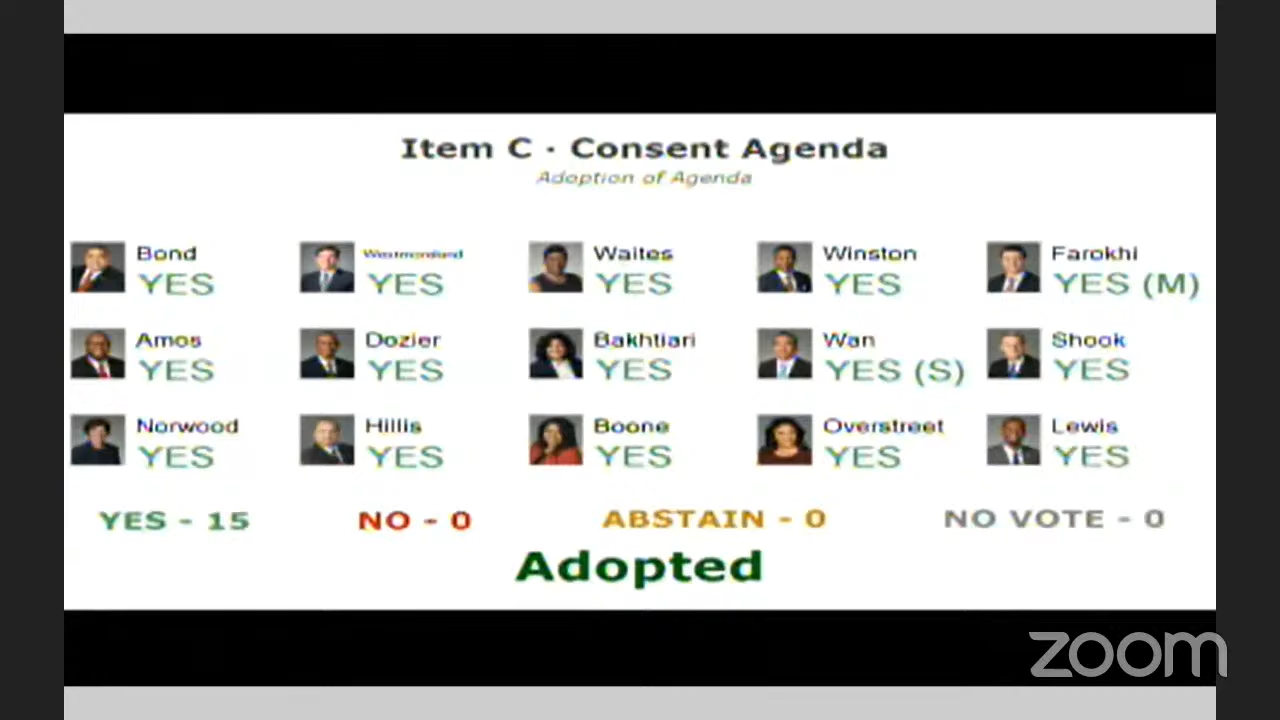 Item C · Consent Agenda
Adoption of Agenda
Bond Westmoreland Waites Winston Farokhi
YES YES YES YES YES (M)
Amos Dozier Bakhtiari Wan Shook
YES YES YES YES (S) YES
Norwood Hillis Boone Overstreet Lewis
YES YES YES YES YES
YES - 15 NO - 0 ABSTAIN - 0 NO VOTE - 0
Adopted
zoom